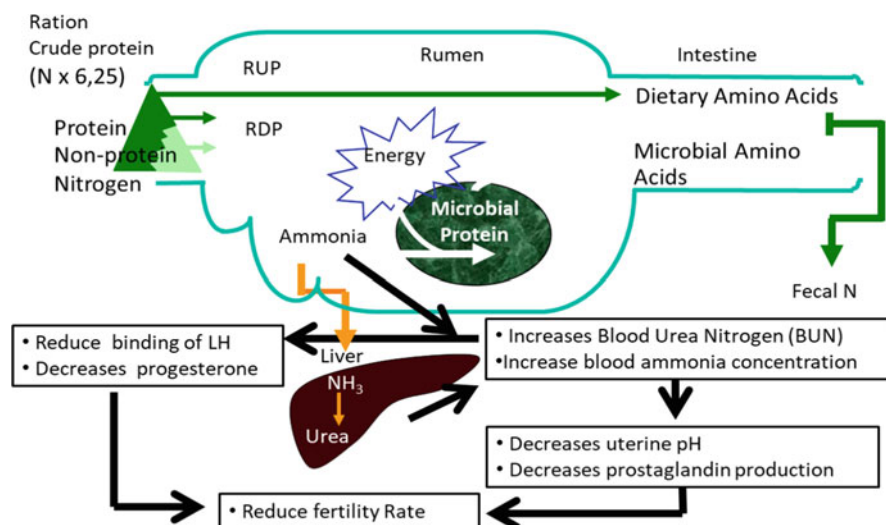 Ration
Crude protein
(N x 6,25)
RUP
Rumen
Intestine
Dietary Amino Acids
Protein
RDP
Non-protein
Nitrogen
Energy
Microbial Amino
Acids
Microbial
Protein
Ammonia
Fecal N
• Reduce binding of LH
• Decreases progesterone
• Increases Blood Urea Nitrogen (BUN)
•Increase blood ammonia concentration
Liver
NH₃
Urea
• Decreases uterine pH
• Decreases prostaglandin production
• Reduce fertility Rate